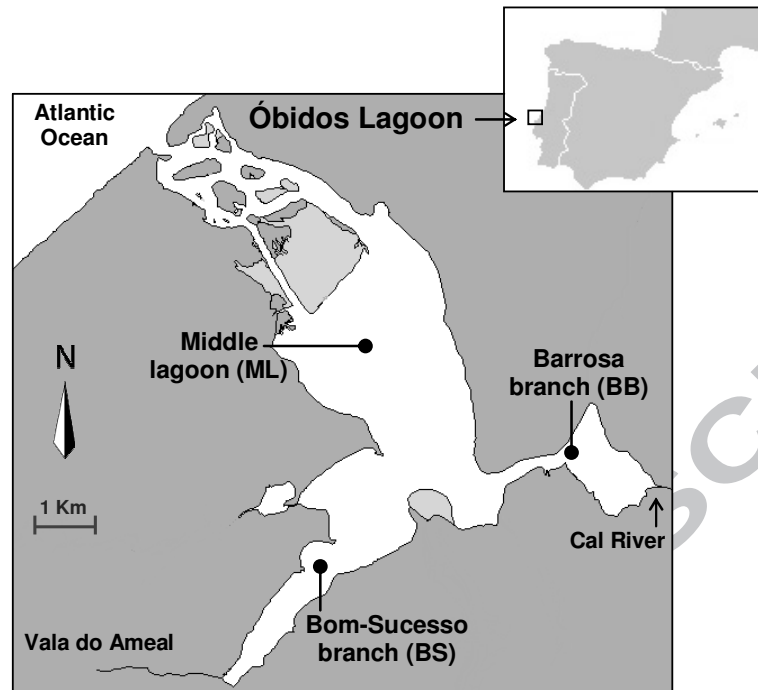 Atlantic
Ocean
Óbidos Lagoon
Middle
lagoon (ML)
N
Barrosa
branch (BB)
1 Km
Cal River
Bom-Sucesso
branch (BS)
Vala do Ameal
SC